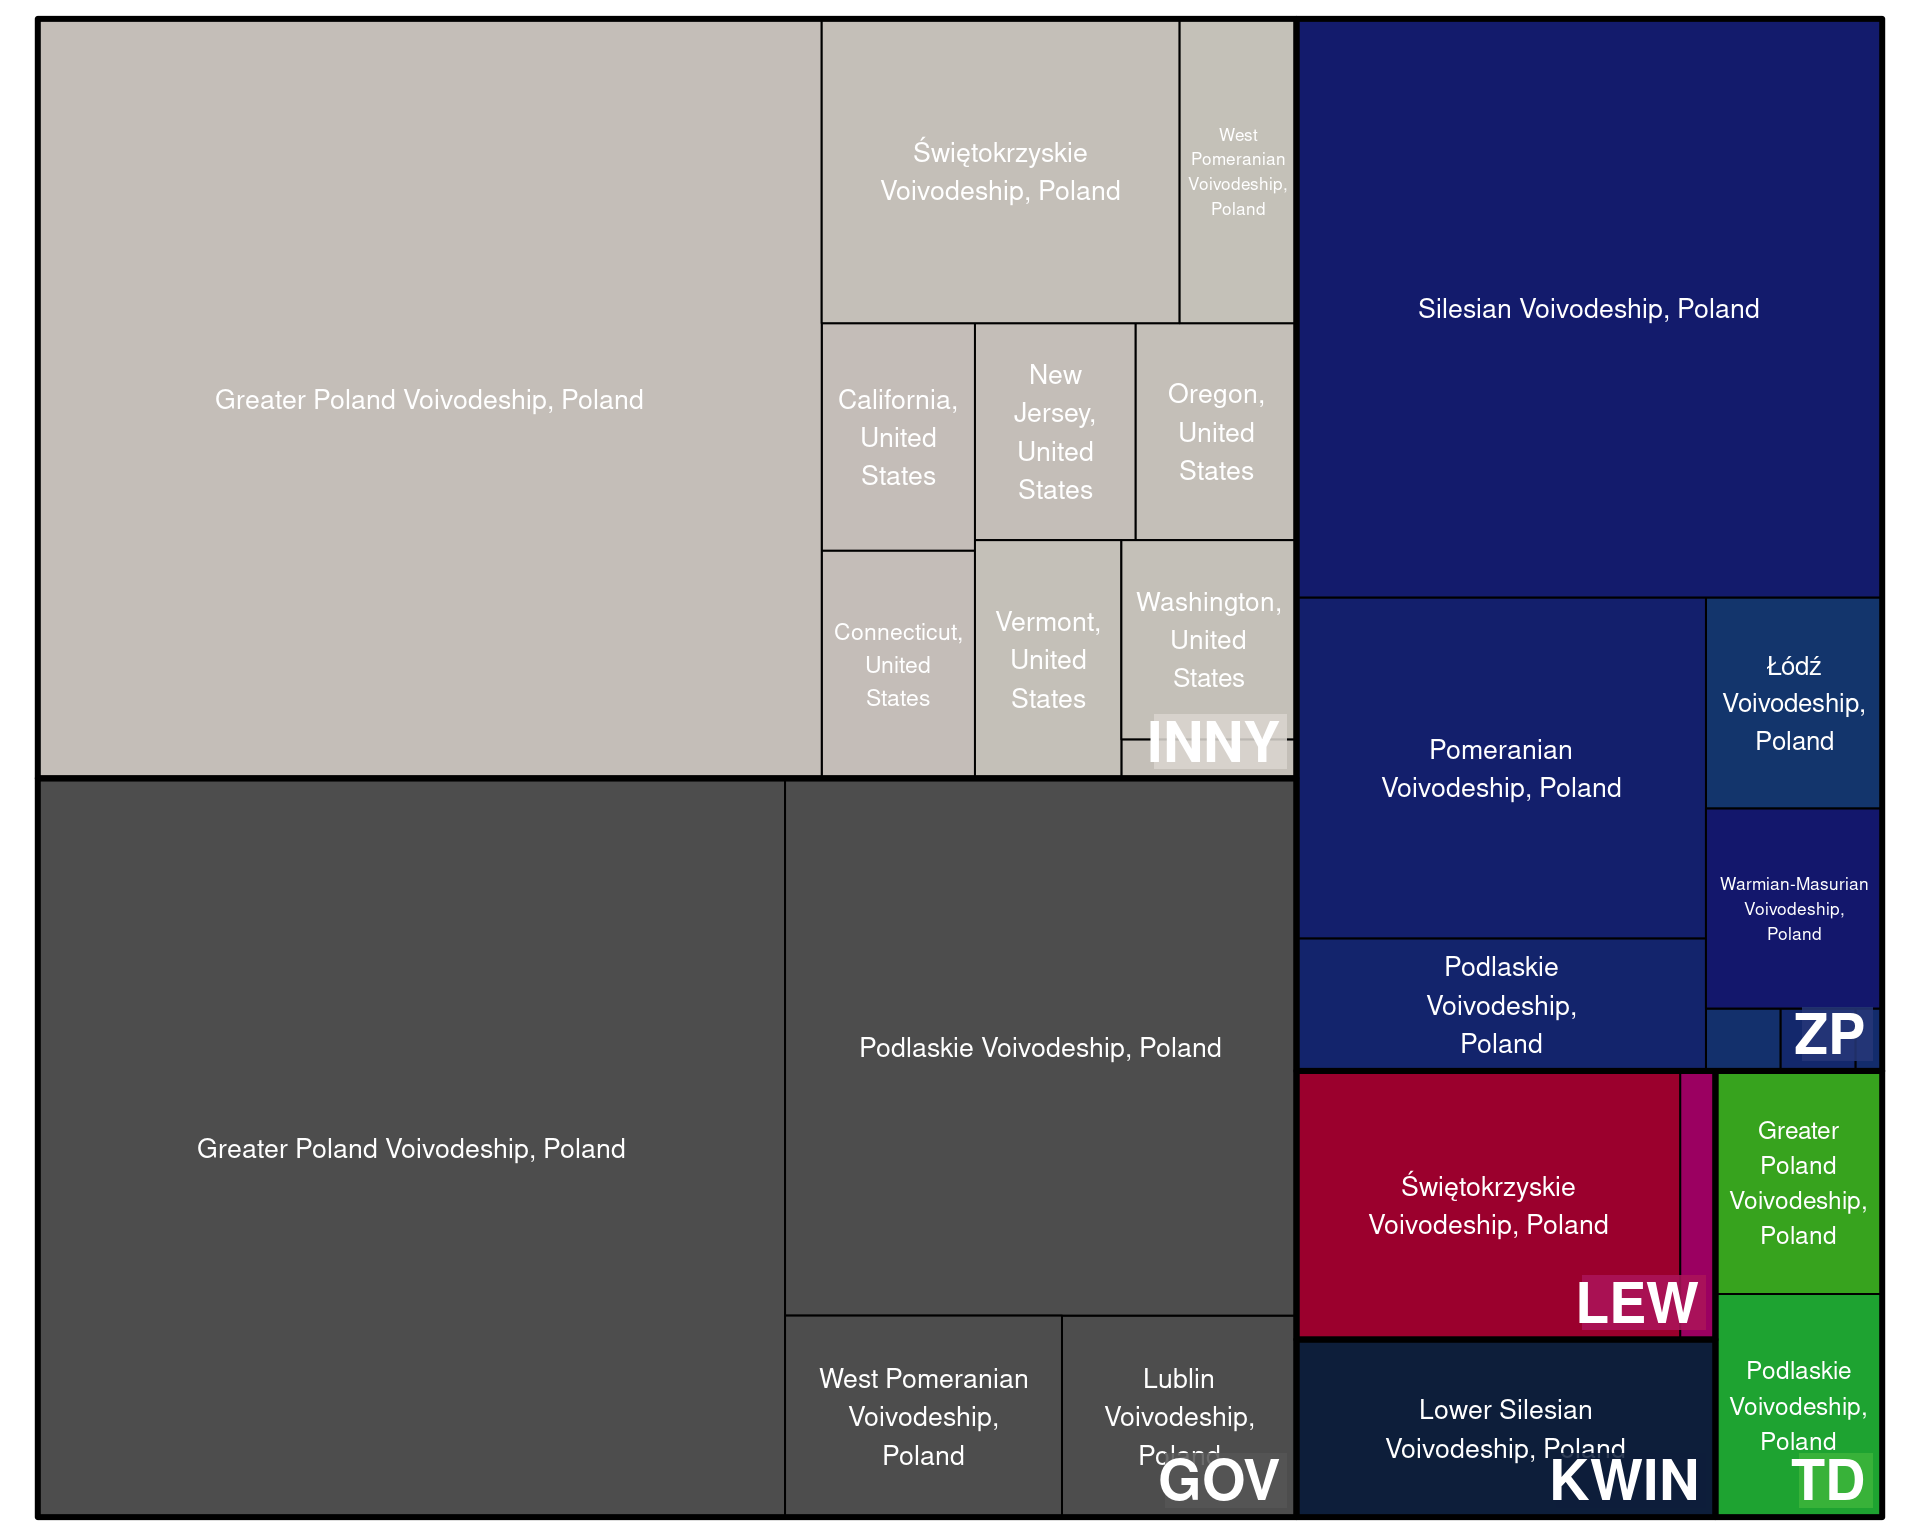 Greater Poland Voivodeship, Poland
Świętokrzyskie
Voivodeship, Poland
West
Pomeranian
Voivodeship,
Poland
California,
United
States
New
Jersey,
United
States
Oregon,
United
States
Connecticut,
United
States
Vermont,
United
States
Washington,
United
States
INNY
Greater Poland Voivodeship, Poland
Podlaskie Voivodeship, Poland
West Pomeranian
Voivodeship,
Poland
Lublin
Voivodeship,
Poland
GOV
Silesian Voivodeship, Poland
Pomeranian
Voivodeship, Poland
Łódź
Voivodeship,
Poland
Warmian-Masurian
Voivodeship,
Poland
Podlaskie
Voivodeship,
Poland
ZP
Świętokrzyskie
Voivodeship, Poland
LEW
Lower Silesian
Voivodeship, Poland
KWIN
Greater
Poland
Voivodeship,
Poland
Podlaskie
Voivodeship,
Poland
TD